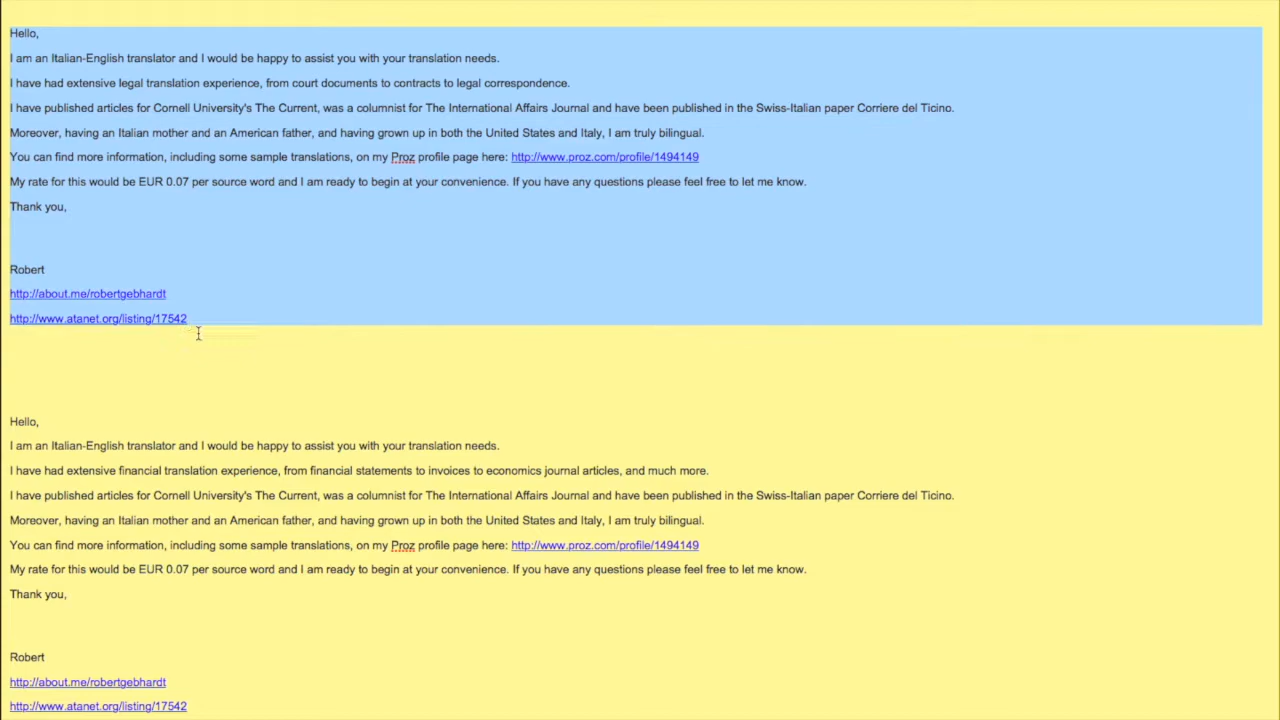 Hello,
I am an Italian-English translator and I would be happy to assist you with your translation needs.
I have had extensive legal translation experience, from court documents to contracts to legal correspondence.
I have published articles for Cornell University's The Current, was a columnist for The International Affairs Journal and have been published in the Swiss-Italian paper Corriere del Ticino.
Moreover, having an Italian mother and an American father, and having grown up in both the United States and Italy, I am truly bilingual.
You can find more information, including some sample translations, on my Proz profile page here: http://www.proz.com/profile/1494149
My rate for this would be EUR 0.07 per source word and I am ready to begin at your convenience. If you have any questions please feel free to let me know.
Thank you,
Robert
http://about.me/robertgebhardt
http://www.atanet.org/listing/17542
Hello,
I am an Italian-English translator and I would be happy to assist you with your translation needs.
I have had extensive financial translation experience, from financial statements to invoices to economics journal articles, and much more.
I have published articles for Cornell University's The Current, was a columnist for The International Affairs Journal and have been published in the Swiss-Italian paper Corriere del Ticino.
Moreover, having an Italian mother and an American father, and having grown up in both the United States and Italy, I am truly bilingual.
You can find more information, including some sample translations, on my Proz profile page here: http://www.proz.com/profile/1494149
My rate for this would be EUR 0.07 per source word and I am ready to begin at your convenience. If you have any questions please feel free to let me know.
Thank you,
Robert
http://about.me/robertgebhardt
http://www.atanet.org/listing/17542